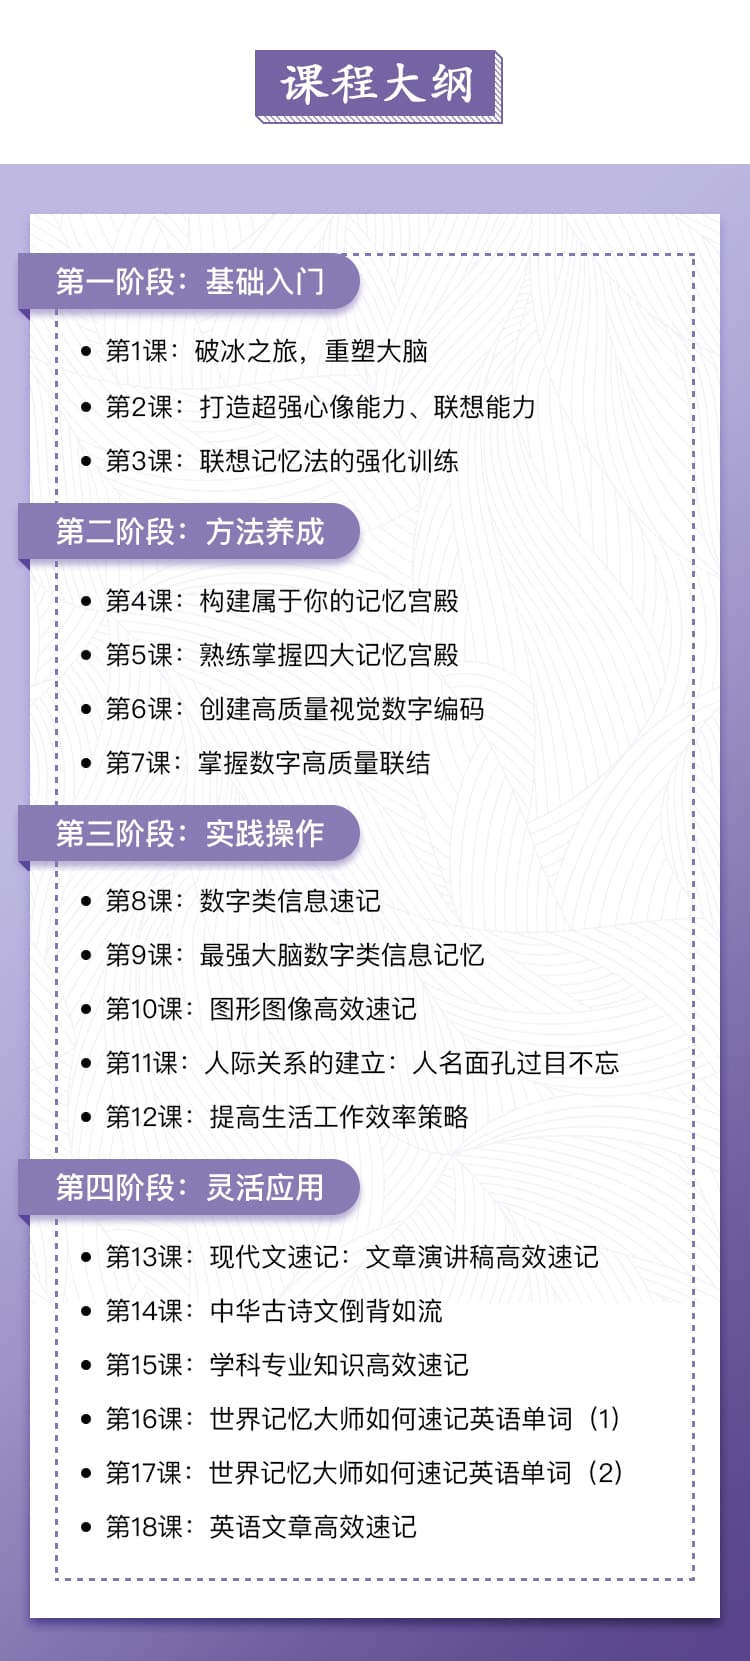 课程大纲
第一阶段：基础入门
第1课：破冰之旅，重塑大脑
第2课：打造超强心像能力、联想能力
第3课：联想记忆法的强化训练
第二阶段：方法养成
第4课：构建属于你的记忆宫殿
第5课：熟练掌握四大记忆宫殿
第6课：创建高质量视觉数字编码
第7课：掌握数字高质量联结
第三阶段：实践操作
第8课：数字类信息速记
第9课：最强大脑数字类信息记忆
第10课：图形图像高效速记
第11课：人际关系的建立：人名面孔过目不忘
第12课：提高生活工作效率策略
第四阶段：灵活应用
第13课：现代文速记：文章演讲稿高效速记
第14课：中华古诗文倒背如流
第15课：学科专业知识高效速记
第16课：世界记忆大师如何速记英语单词（1）
第17课：世界记忆大师如何速记英语单词（2）
第18课：英语文章高效速记